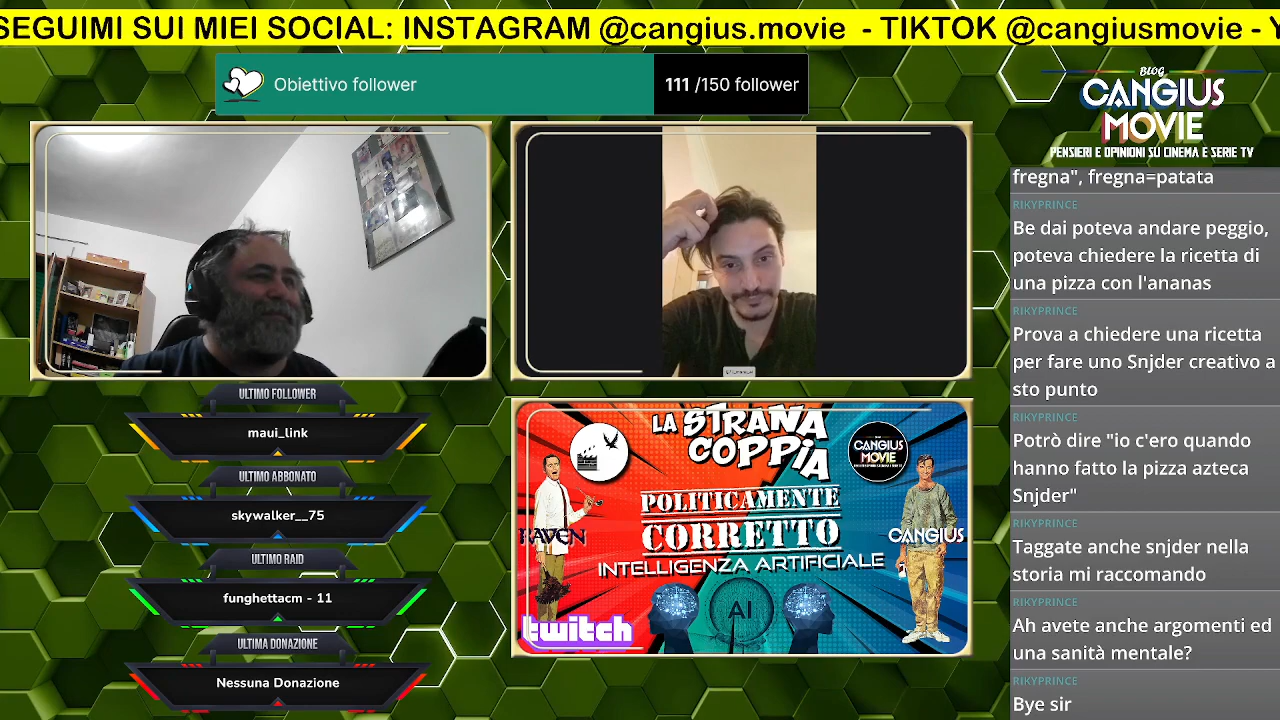 SEGUIMI SUI MIEI SOCIAL: INSTAGRAM @cangius.movie - TIKTOK @cangiusmovie - Y
Obiettivo follower
111 /150 follower
BLOG
CANGIUS
MOVIE
PENSIERI E OPINIONI SU CINEMA E SERIE TV
fregna", fregna=patata
RIKYPRINCE
Be dai poteva andare peggio,
poteva chiedere la ricetta di
una pizza con l'ananas
RIKYPRINCE
Prova a chiedere una ricetta
per fare uno Snjder creativo a
sto punto
RIKYPRINCE
Potrò dire "io c'ero quando
hanno fatto la pizza azteca
Snjder"
RIKYPRINCE
Taggate anche snjder nella
storia mi raccomando
RIKYPRINCE
Ah avete anche argomenti ed
una sanità mentale?
RIKYPRINCE
Bye sir
ULTIMO FOLLOWER
maui_link
ULTIMO ABBONATO
skywalker__75
ULTIMO RAID
funghettacm - 11
ULTIMA DONAZIONE
Nessuna Donazione
LA STRANA
COPPIA
CANGIUS
MOVIE
POLITICAMENTE
CORRETTO
HAVEN
CANGIUS
INTELLIGENZA ARTIFICIALE
AI
twitch